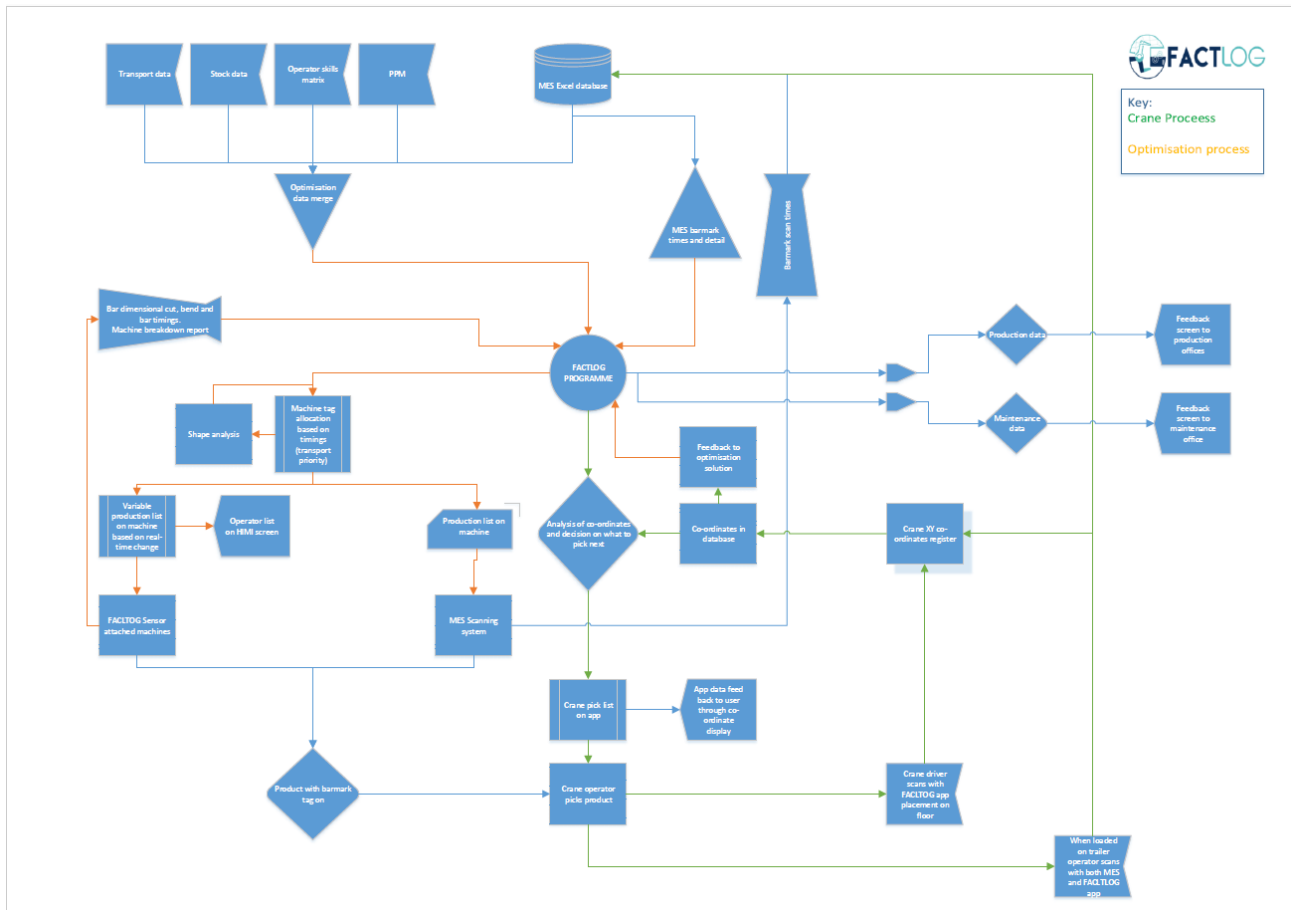 FACTLOG
Key:
Crane Proceess
Optimisation process
Transport data
Stock data
Operator skills
matrix
PPM
MES Excel database
Optimisation
data merge
MES barmark
times and detail
Barmark scan times
Bar dimensional cut, bend and
bar timings.
Machine breakdown report
FACTLOG
PROGRAMME
Production data
Feedback
screen to
production
offices
Maintenance
data
Feedback
screen to
maintenance
office
Shape analysis
Machine tag
allocation
based on
timings
(transport
priority)
Feedback to
optimisation
solution
Variable
production list
on machine
based on real-
time change
Operator list
on HIMI screen
Production list on
machine
Analysis of co-ordinates
and decision on what to
pick next
Co-ordinates in
database
Crane XY co-
ordinates register
FACLTOG Sensor
attached machines
MES Scanning
system
Crane pick list
on app
App data feed
back to user
through co-
ordinate
display
Product with barmark
tag on
Crane operator
picks product
Crane driver
scans with
FACLTOG app
placement on
floor
When loaded
on trailer
operator scans
with both MES
and FACLTLOG
app